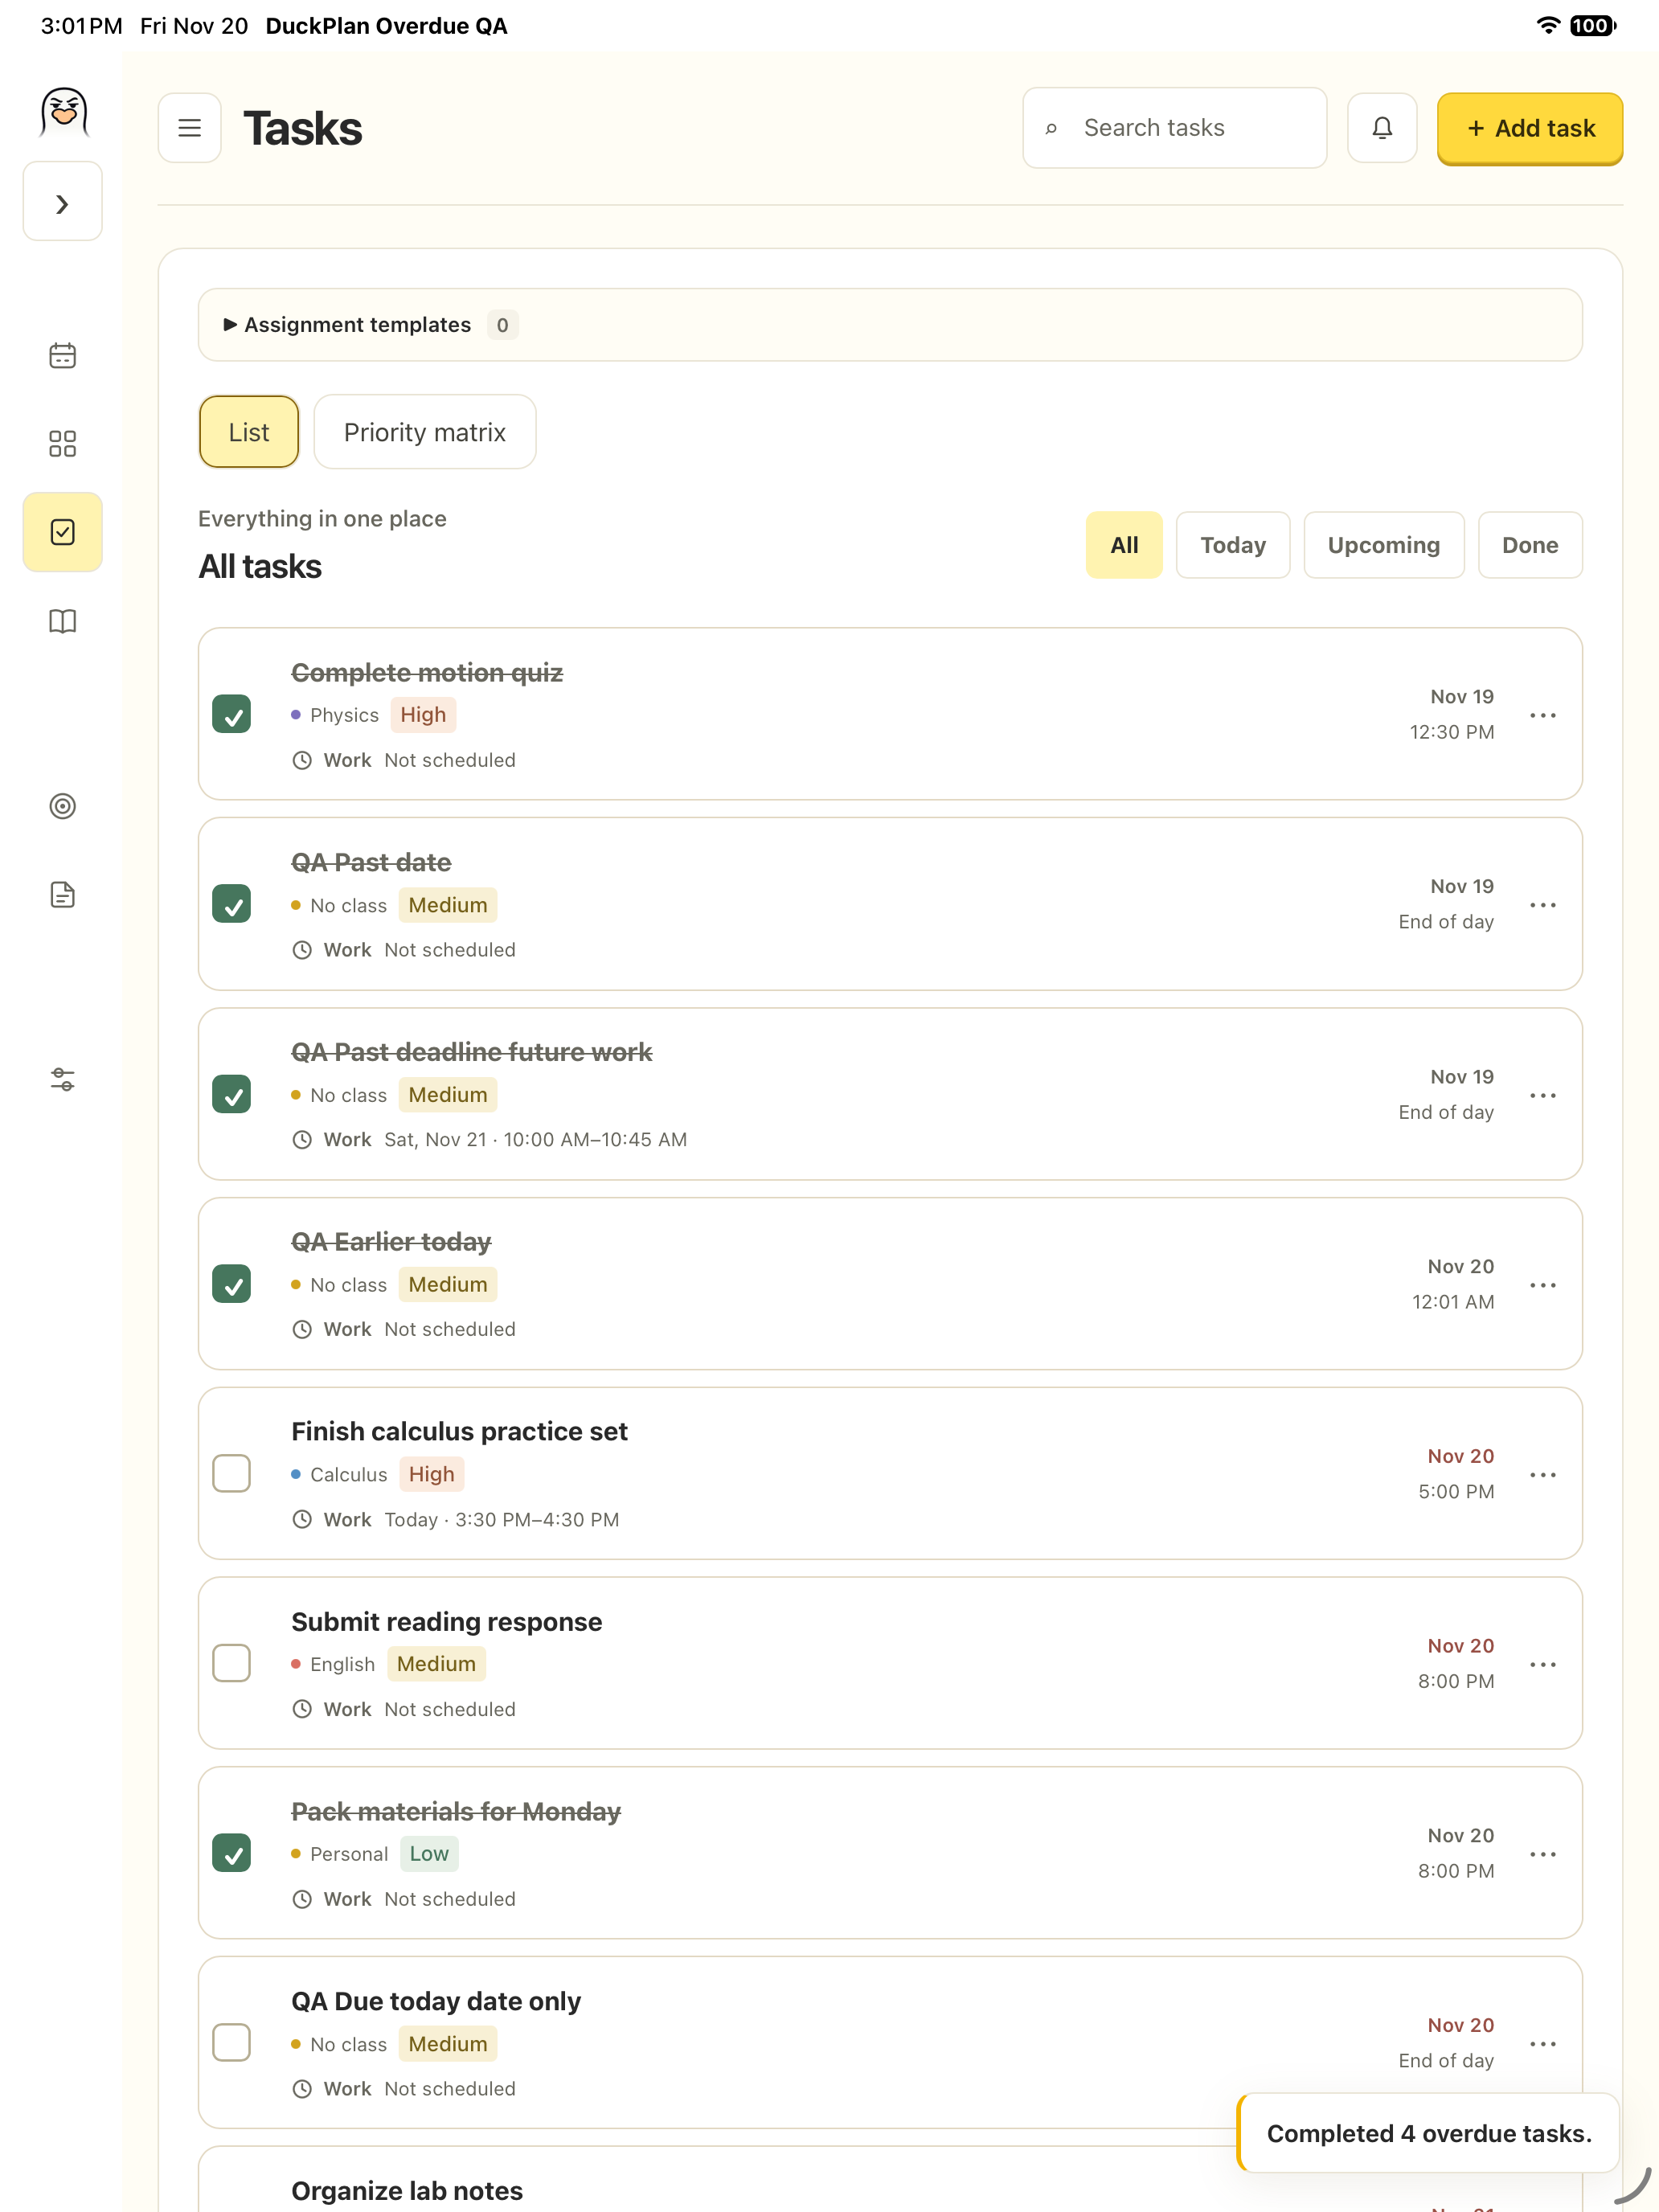 3:01 PM Fri Nov 20 DuckPlan Overdue QA 100
Tasks
Search tasks
+ Add task
Assignment templates 0
List
Priority matrix
Everything in one place
All tasks
All
Today
Upcoming
Done
Complete motion quiz
Physics High
Work Not scheduled
Nov 19
12:30 PM
QA Past date
No class Medium
Work Not scheduled
Nov 19
End of day
QA Past deadline future work
No class Medium
Work Sat, Nov 21 · 10:00 AM–10:45 AM
Nov 19
End of day
QA Earlier today
No class Medium
Work Not scheduled
Nov 20
12:01 AM
Finish calculus practice set
Calculus High
Work Today · 3:30 PM–4:30 PM
Nov 20
5:00 PM
Submit reading response
English Medium
Work Not scheduled
Nov 20
8:00 PM
Pack materials for Monday
Personal Low
Work Not scheduled
Nov 20
8:00 PM
QA Due today date only
No class Medium
Work Not scheduled
Nov 20
End of day
Completed 4 overdue tasks.
Organize lab notes